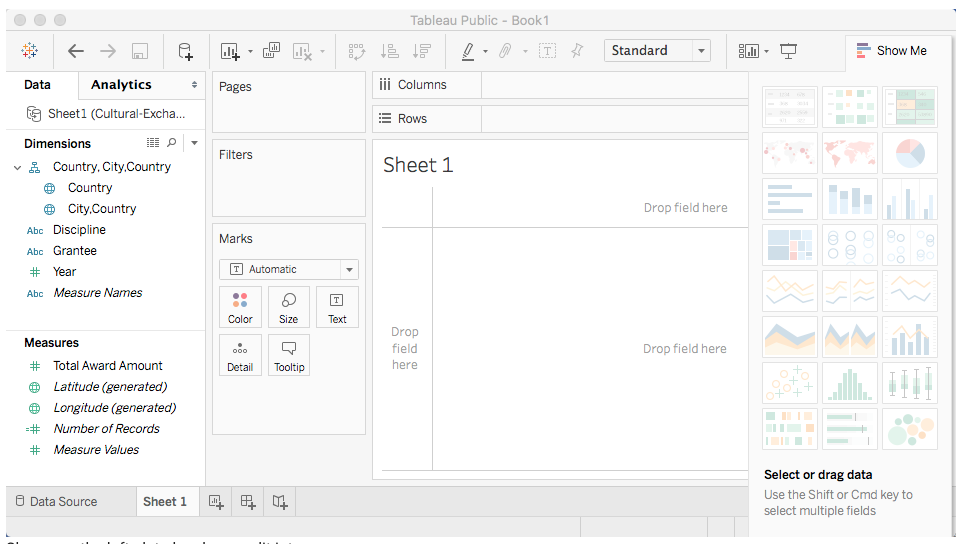 Tableau Public - Book1
Standard
Show Me
Data
Analytics
Sheet1 (Cultural-Excha...
Dimensions
Country, City,Country
Country
City,Country
Abc Discipline
Abc Grantee
# Year
Abc Measure Names
Measures
# Total Award Amount
Latitude (generated)
Longitude (generated)
=# Number of Records
# Measure Values
Pages
Filters
Marks
T Automatic
Color
Size
T Text
Detail
Tooltip
Columns
Rows
Sheet 1
Drop field here
Drop
field
here
Drop field here
Select or drag data
Use the Shift or Cmd key to
select multiple fields
Data Source
Sheet 1